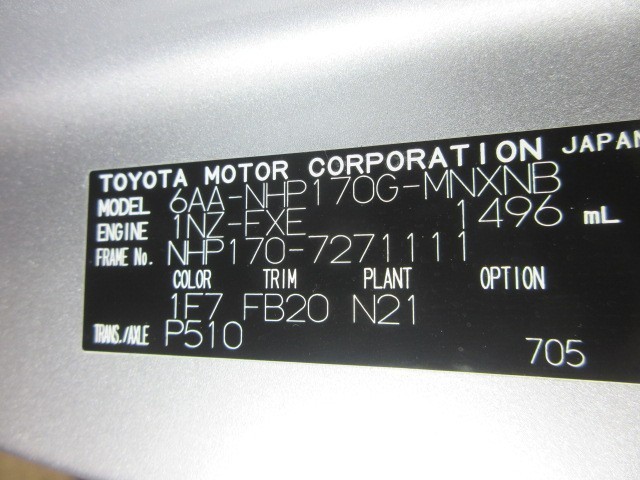 TOYOTA MOTOR CORPORATION JAPAN
MODEL 6AA-NHP170G-MNXNB
ENGINE 1NZ-FXE 1496 mL
FRAME No. NHP170-7271111
COLOR TRIM PLANT OPTION
1F7 FB20 N21
TRANS./AXLE P510
705